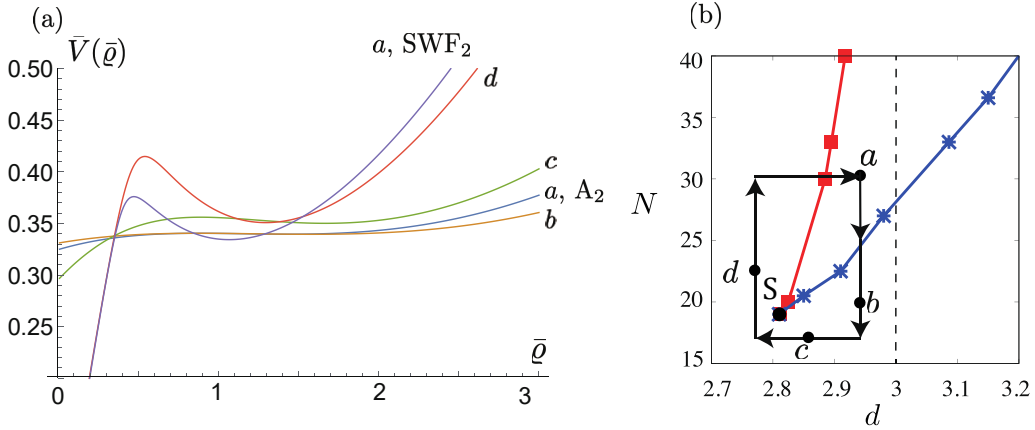 (a)
V̄(ϱ̄)
a, SWF₂
d
0.50
0.45
0.40
0.35
0.30
0.25
c
a, A₂
b
ϱ̄
0 1 2 3
(b)
40
35
30
25
20
15
N
a
d
S
b
c
2.7 2.8 2.9 3 3.1 3.2
d